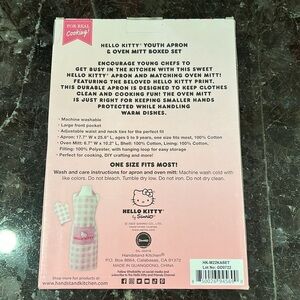 FOR REAL
Cooking!
HELLO KITTY® YOUTH APRON
& OVEN MITT BOXED SET
ENCOURAGE YOUNG CHEFS TO
GET BUSY IN THE KITCHEN WITH THIS SWEET
HELLO KITTY® APRON AND MATCHING OVEN MITT!
FEATURING THE BELOVED HELLO KITTY PRINT,
THIS DURABLE APRON IS DESIGNED TO KEEP CLOTHES
CLEAN AND COOKING FUN! THE OVEN MITT
IS JUST RIGHT FOR KEEPING SMALLER HANDS
PROTECTED WHILE HANDLING
WARM DISHES.
• Machine washable
• Large front pocket
• Adjustable waist and neck ties for the perfect fit
• Apron: 17.7" W x 25.6" L, ages 5 to 9 years, one size fits most, 100% Cotton
• Oven Mitt: 6.7" W x 10.2" L, Shell: 100% Cotton, Lining: 100% Cotton,
Filling: 100% Polyester, with hanging loop for easy storage
• Perfect for cooking, DIY crafting and more!
ONE SIZE FITS MOST!
Wash and care instructions for apron and oven mitt: Machine wash cold with
like colors. Do not bleach. Tumble dry low. Do not iron. Do not dry clean.
HELLO KITTY®
by Sanrio®
Handstand Kitchen®
P.O. Box 8664, Calabasas, CA 91372
MADE IN GUANGDONG, CHINA
www.handstandkitchen.com
HK-M22KABET